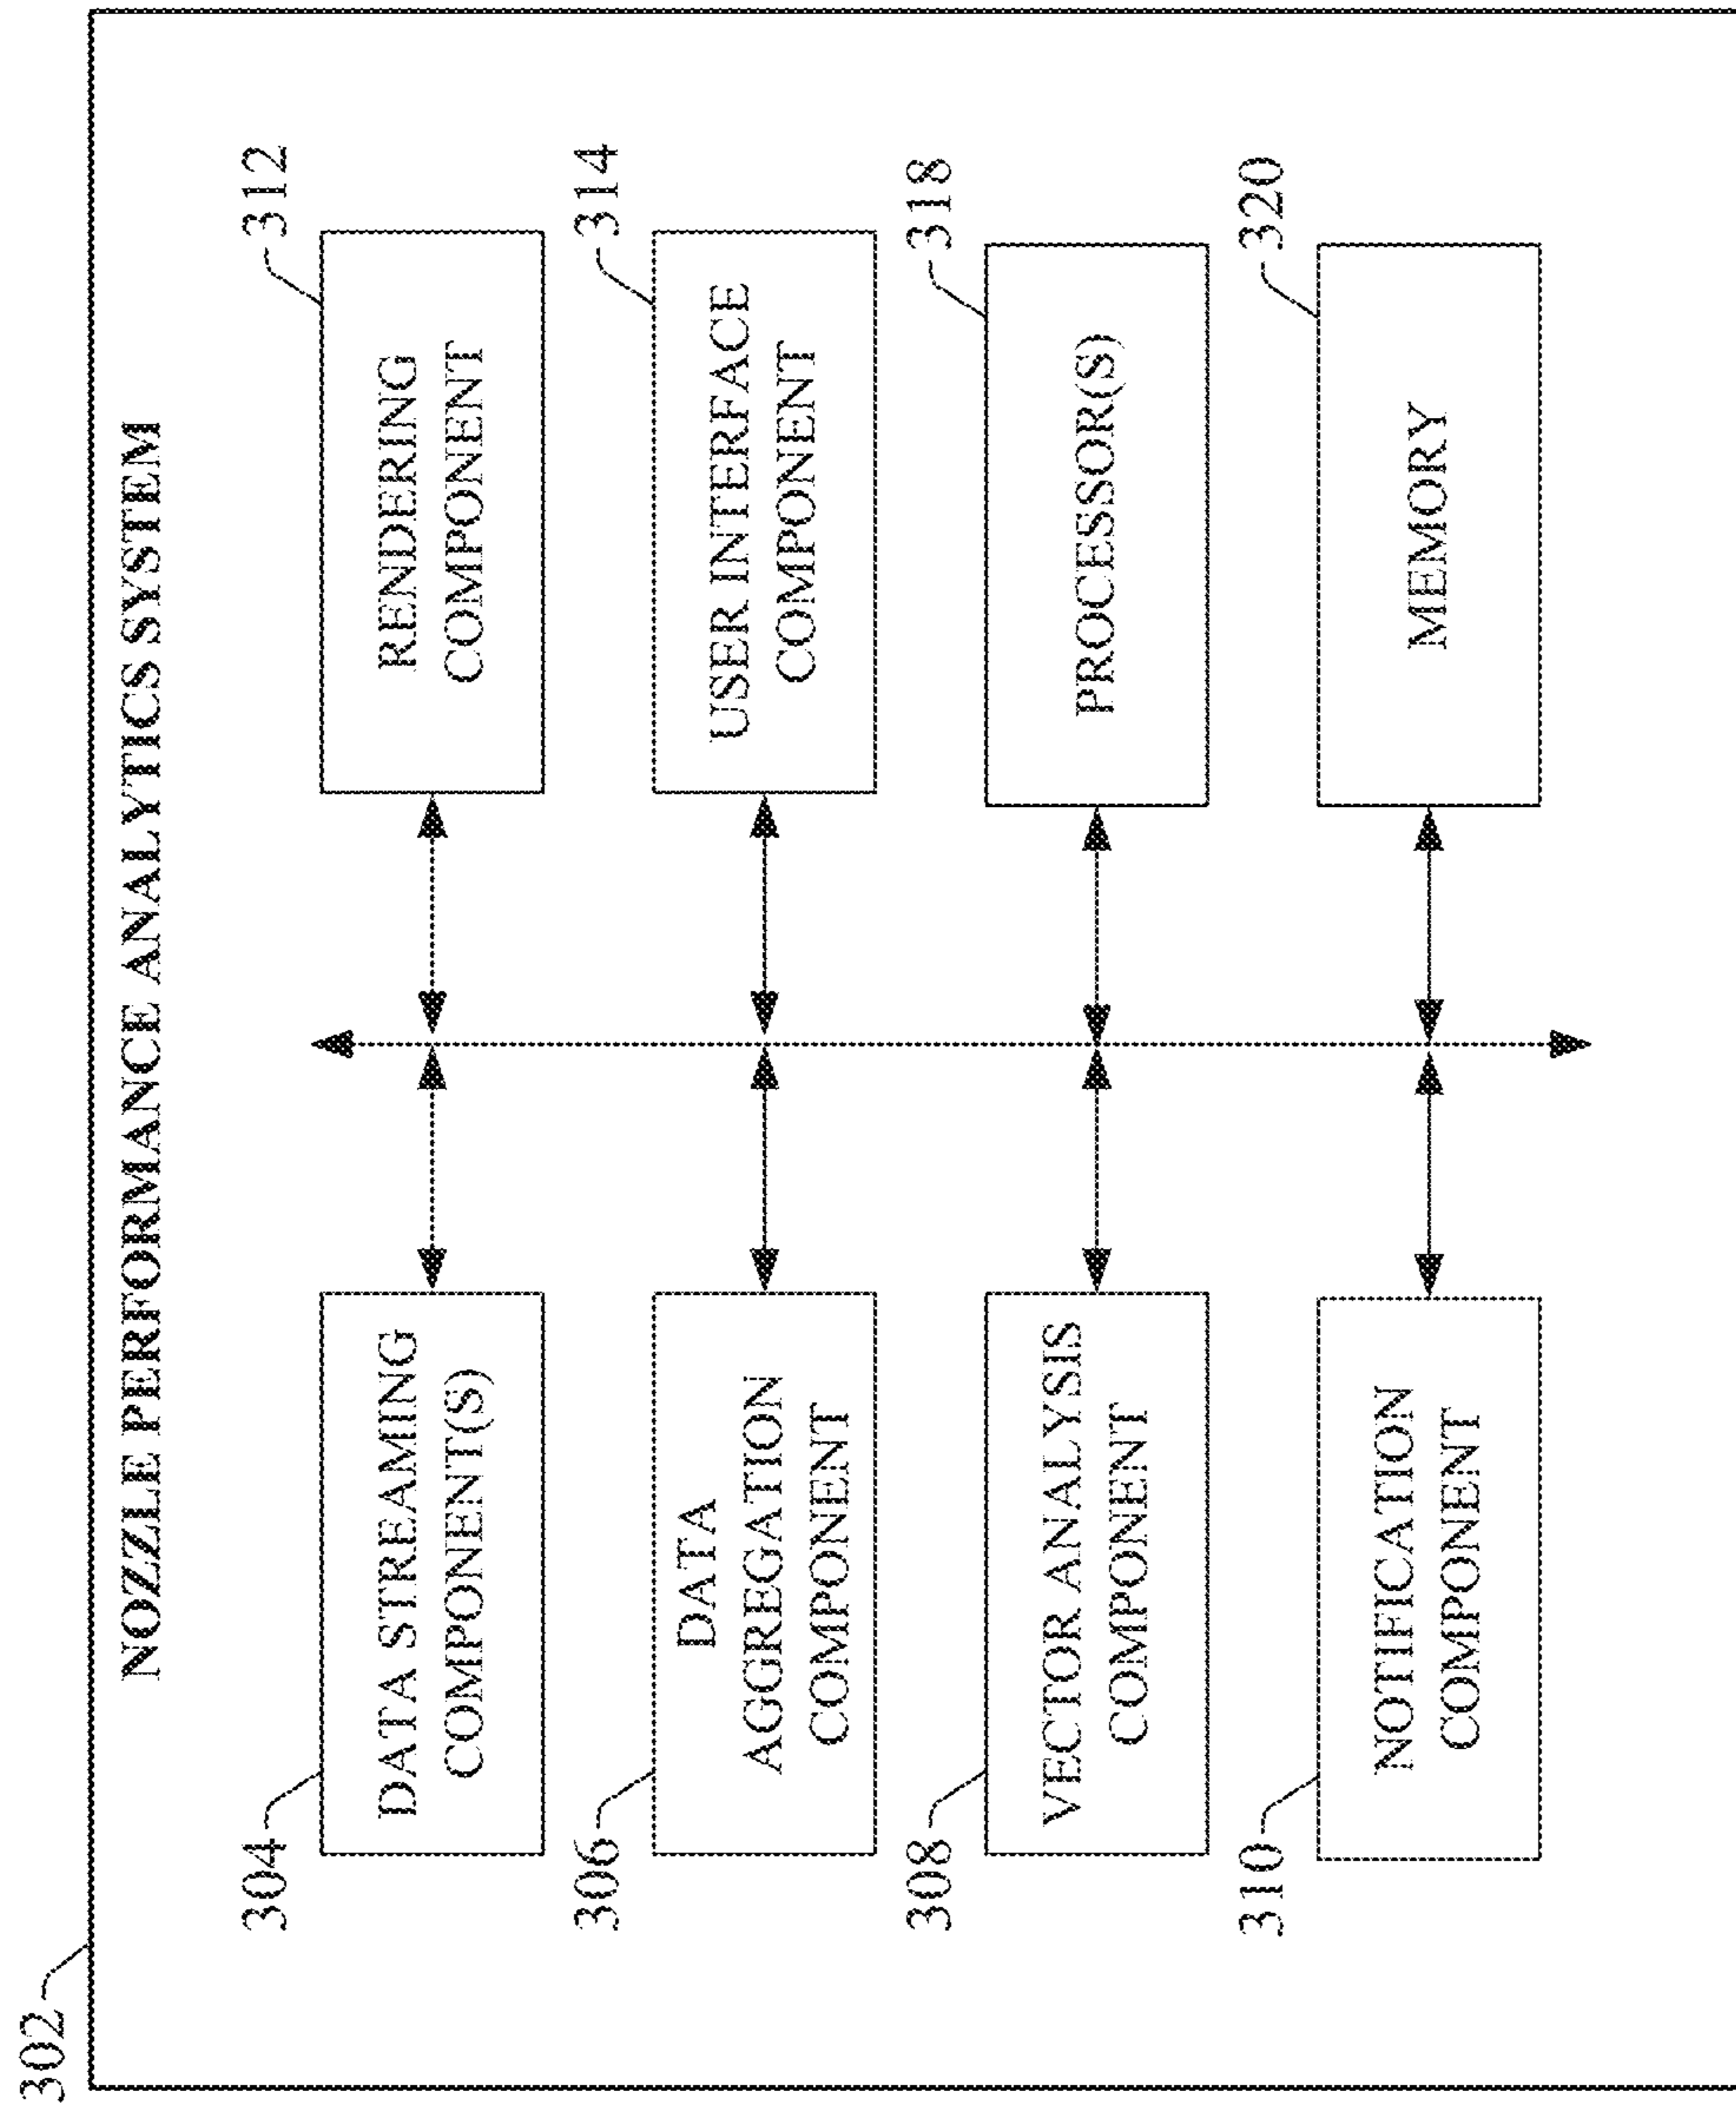 302
NOZZLE PERFORMANCE ANALYTICS SYSTEM
304
DATA STREAMING
COMPONENT(S)
312
RENDERING
COMPONENT
306
DATA
AGGREGATION
COMPONENT
314
USER INTERFACE
COMPONENT
308
VECTOR ANALYSIS
COMPONENT
318
PROCESSOR(S)
310
NOTIFICATION
COMPONENT
320
MEMORY